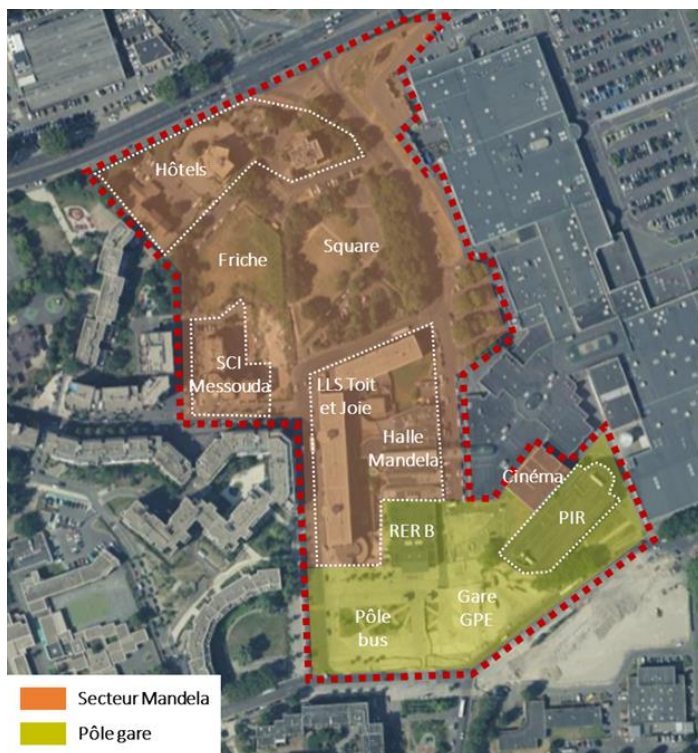 Hôtels
Friche
Square
SCI
Messouda
LLS Toit
et Joie
Halle
Mandela
Cinéma
PIR
RER B
Gare
GPE
Pôle
bus
Secteur Mandela
Pôle gare